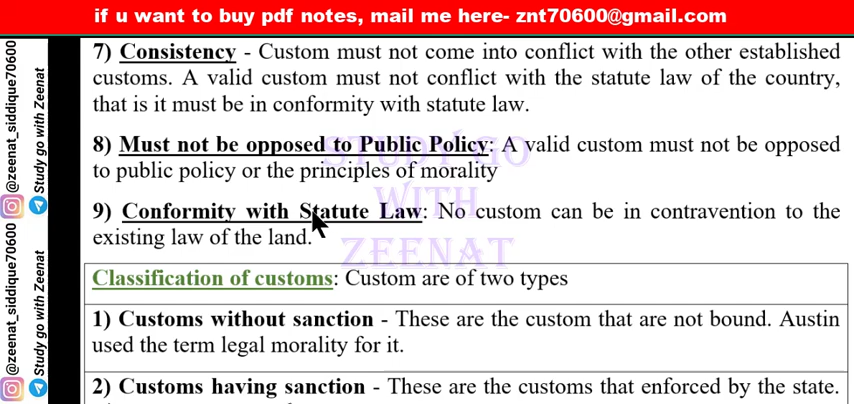 if u want to buy pdf notes, mail me here- znt70600@gmail.com
7) Consistency - Custom must not come into conflict with the other established
customs. A valid custom must not conflict with the statute law of the country,
that is it must be in conformity with statute law.
8) Must not be opposed to Public Policy: A valid custom must not be opposed
to public policy or the principles of morality
9) Conformity with Statute Law: No custom can be in contravention to the
existing law of the land.
Classification of customs: Custom are of two types
1) Customs without sanction - These are the custom that are not bound. Austin
used the term legal morality for it.
2) Customs having sanction - These are the customs that enforced by the state.
STUDY GO
WITH
ZEENAT
@zeenat_siddique70600
Study go with Zeenat
@zeenat_siddique70600
Study go with Zeenat